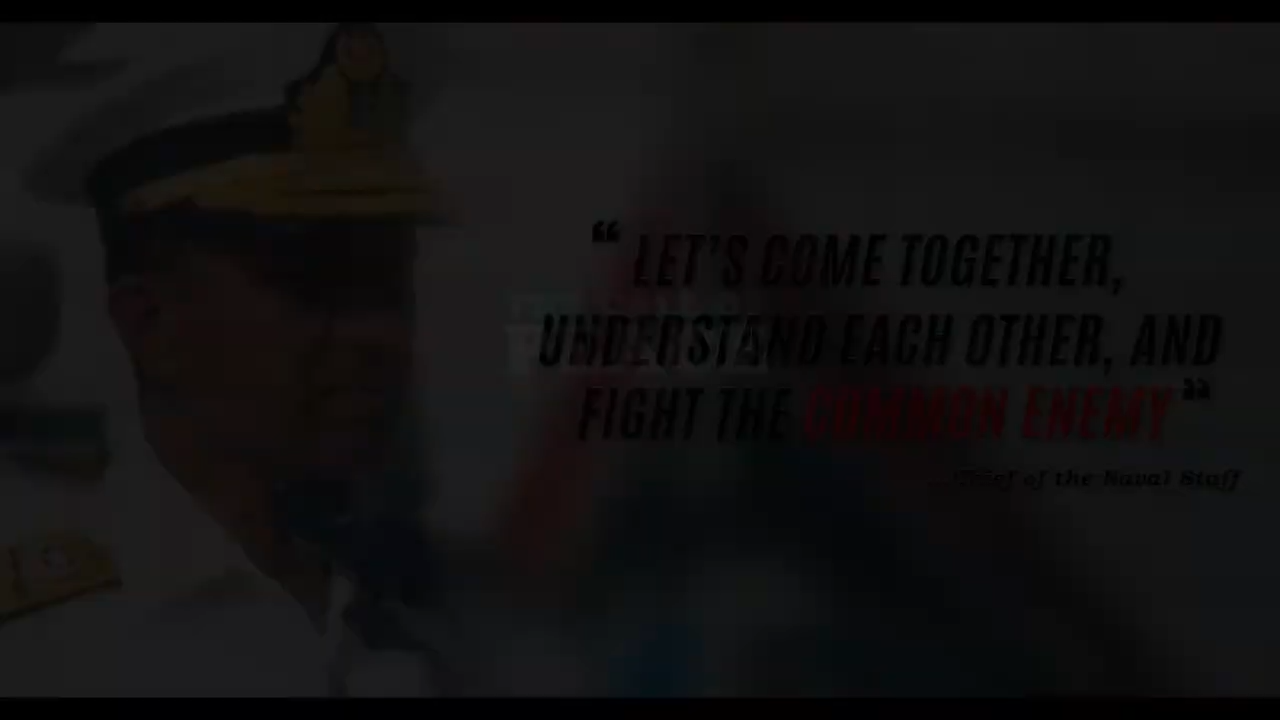 “ LET'S COME TOGETHER,
UNDERSTAND EACH OTHER, AND
FIGHT THE COMMON ENEMY ”
Chief of the Naval Staff